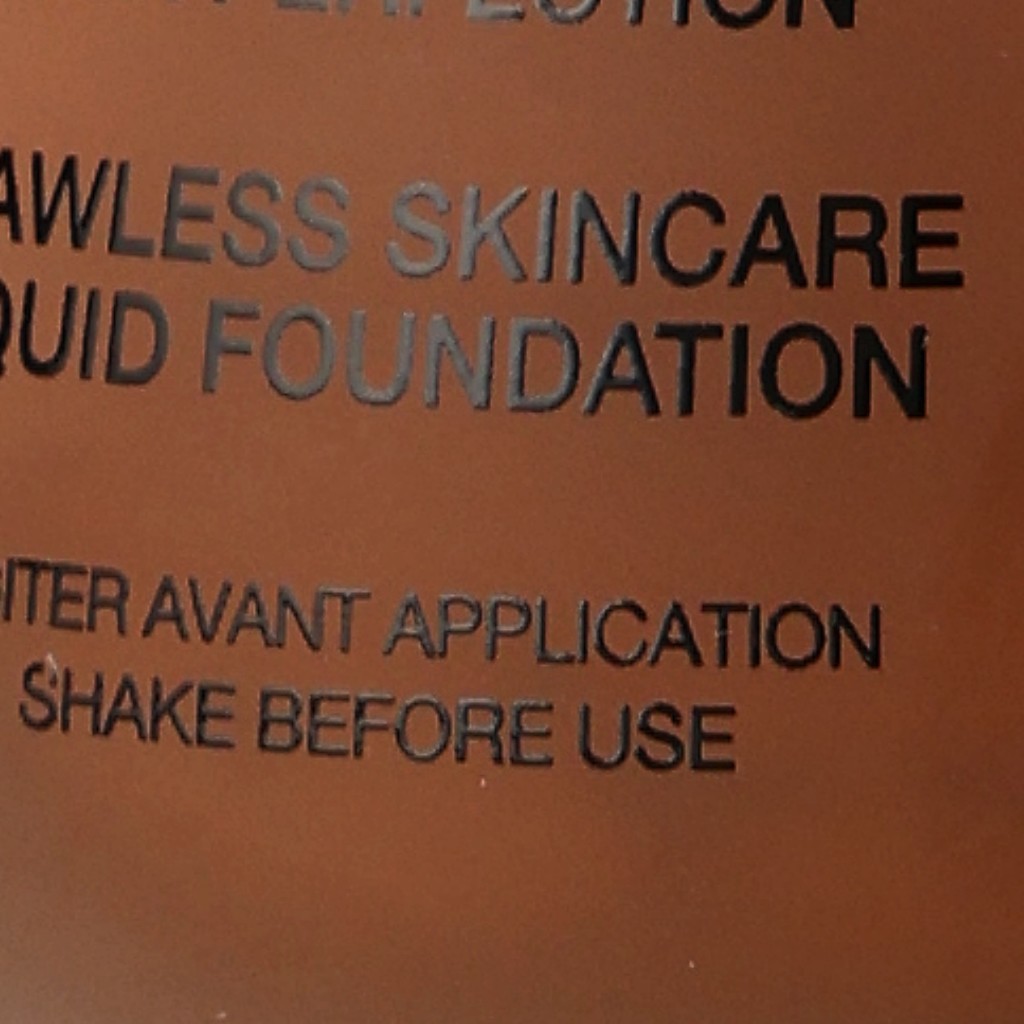 AWLESS SKINCARE
QUID FOUNDATION
ITER AVANT APPLICATION
SHAKE BEFORE USE